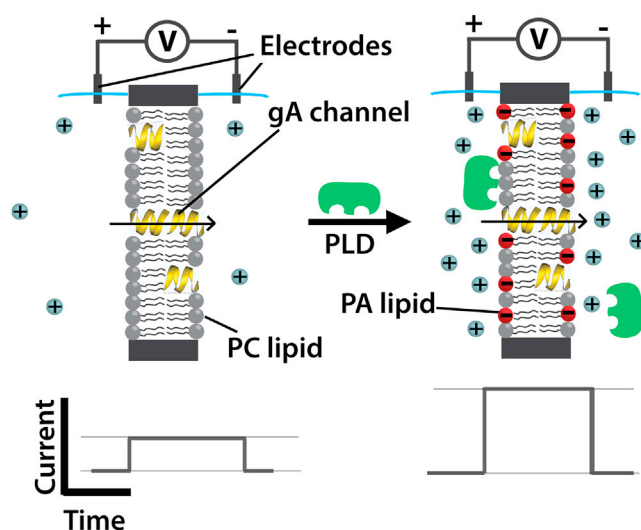 + V -
+ V -
Electrodes
gA channel
PLD
PA lipid
PC lipid
Current
Time